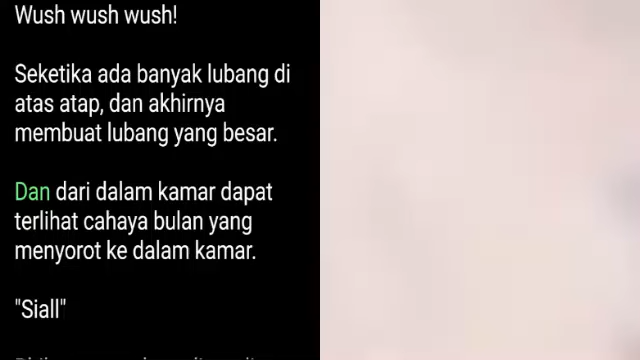 Wush wush wush!
Seketika ada banyak lubang di
atas atap, dan akhirnya
membuat lubang yang besar.
Dan dari dalam kamar dapat
terlihat cahaya bulan yang
menyorot ke dalam kamar.
"Siall"